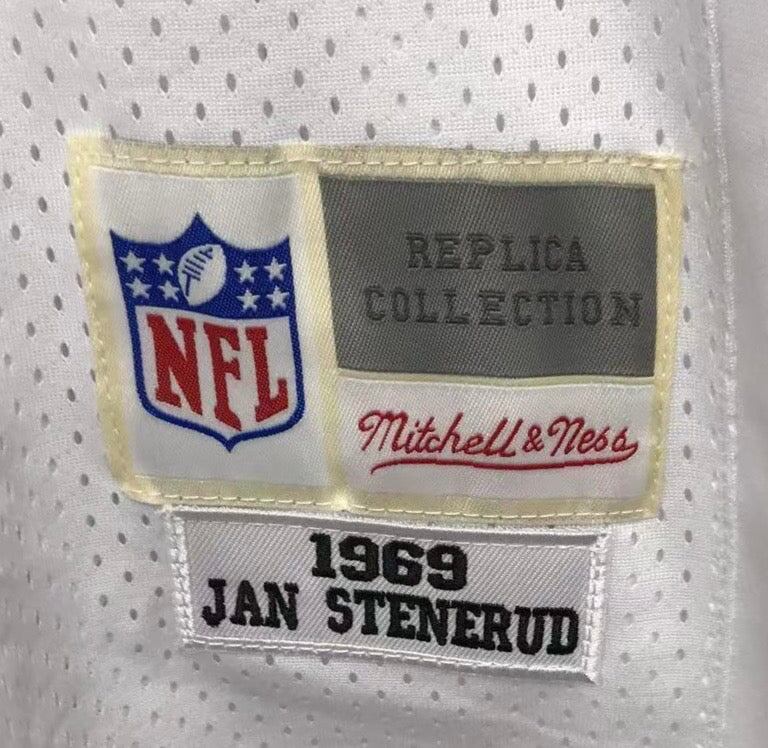 NFL
REPLICA
COLLECTION
Mitchell & Ness
1969
JAN STENERUD